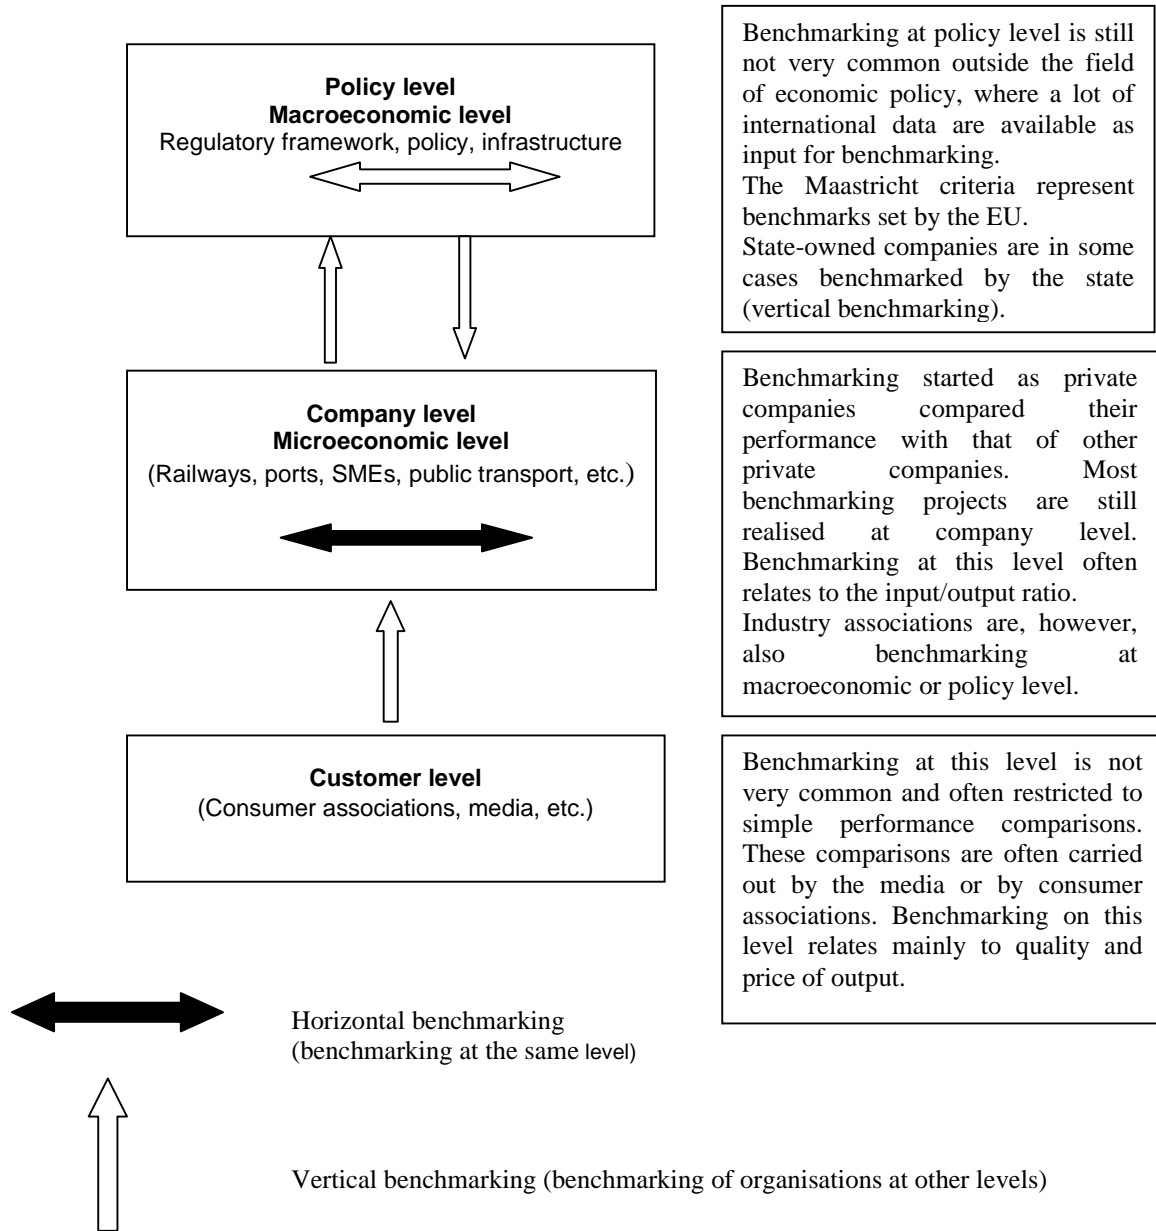 Policy level
Macroeconomic level
Regulatory framework, policy, infrastructure
Benchmarking at policy level is still
not very common outside the field
of economic policy, where a lot of
international data are available as
input for benchmarking.
The Maastricht criteria represent
benchmarks set by the EU.
State-owned companies are in some
cases benchmarked by the state
(vertical benchmarking).
Company level
Microeconomic level
(Railways, ports, SMEs, public transport, etc.)
Benchmarking started as private
companies compared their
performance with that of other
private companies. Most
benchmarking projects are still
realised at company level.
Benchmarking at this level often
relates to the input/output ratio.
Industry associations are, however,
also benchmarking at
macroeconomic or policy level.
Customer level
(Consumer associations, media, etc.)
Benchmarking at this level is not
very common and often restricted to
simple performance comparisons.
These comparisons are often carried
out by the media or by consumer
associations. Benchmarking on this
level relates mainly to quality and
price of output.
Horizontal benchmarking
(benchmarking at the same level)
Vertical benchmarking (benchmarking of organisations at other levels)